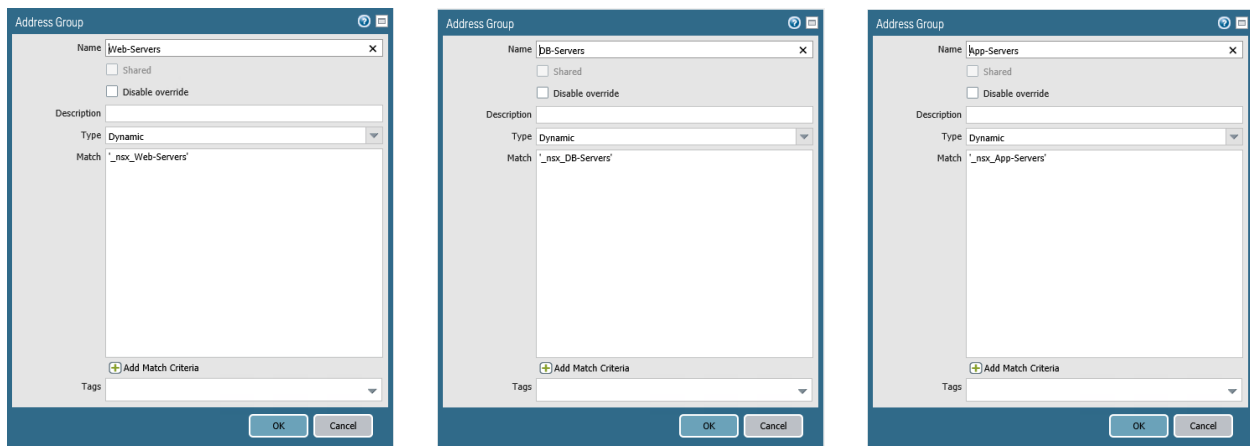 Address Group
Name Web-Servers
Shared
Disable override
Description
Type Dynamic
Match '_nsx_Web-Servers'
Add Match Criteria
Tags
OK Cancel
Address Group
Name DB-Servers
Shared
Disable override
Description
Type Dynamic
Match '_nsx_DB-Servers'
Add Match Criteria
Tags
OK Cancel
Address Group
Name App-Servers
Shared
Disable override
Description
Type Dynamic
Match '_nsx_App-Servers'
Add Match Criteria
Tags
OK Cancel